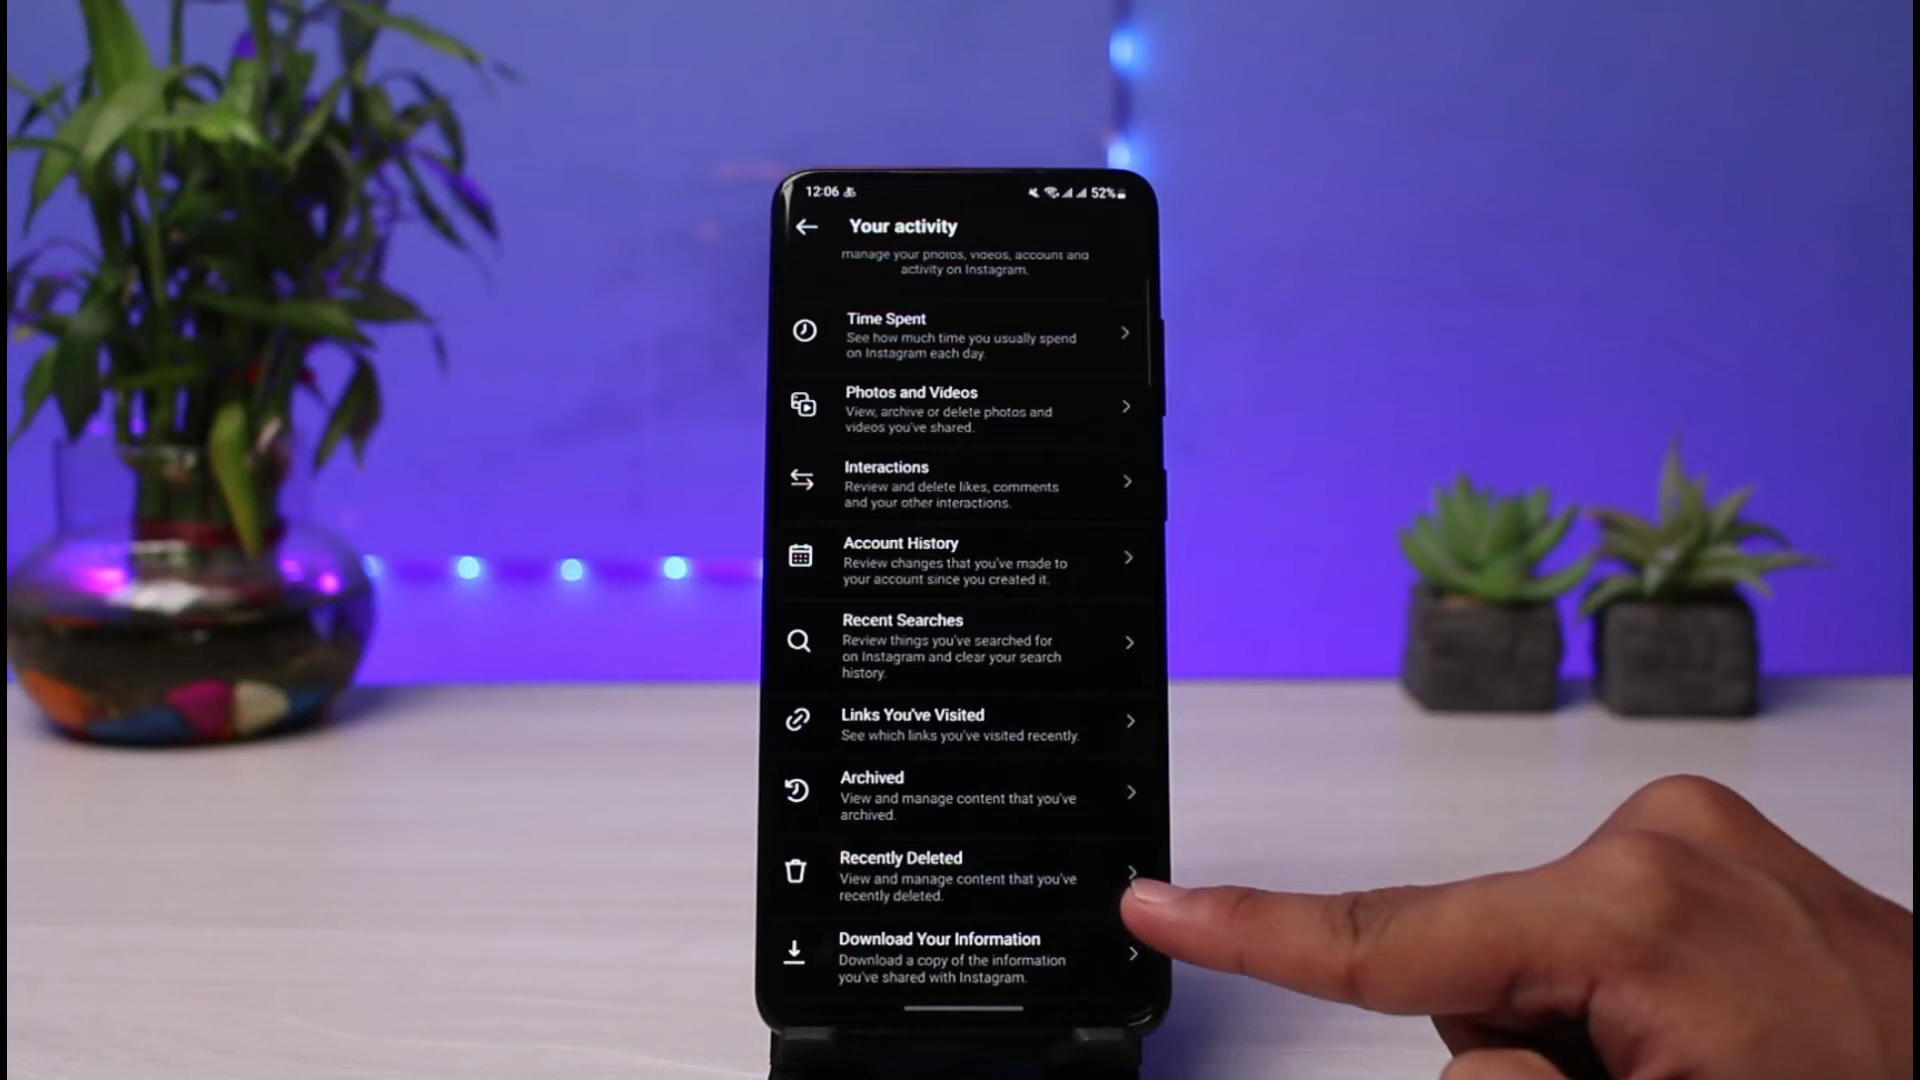 12:06
52%
Your activity
manage your photos, videos, account and
activity on Instagram.
Time Spent
See how much time you usually spend
on Instagram each day.
Photos and Videos
View, archive or delete photos and
videos you've shared.
Interactions
Review and delete likes, comments
and your other interactions.
Account History
Review changes that you've made to
your account since you created it.
Recent Searches
Review things you've searched for
on Instagram and clear your search
history.
Links You've Visited
See which links you've visited recently.
Archived
View and manage content that you've
archived.
Recently Deleted
View and manage content that you've
recently deleted.
Download Your Information
Download a copy of the information
you've shared with Instagram.